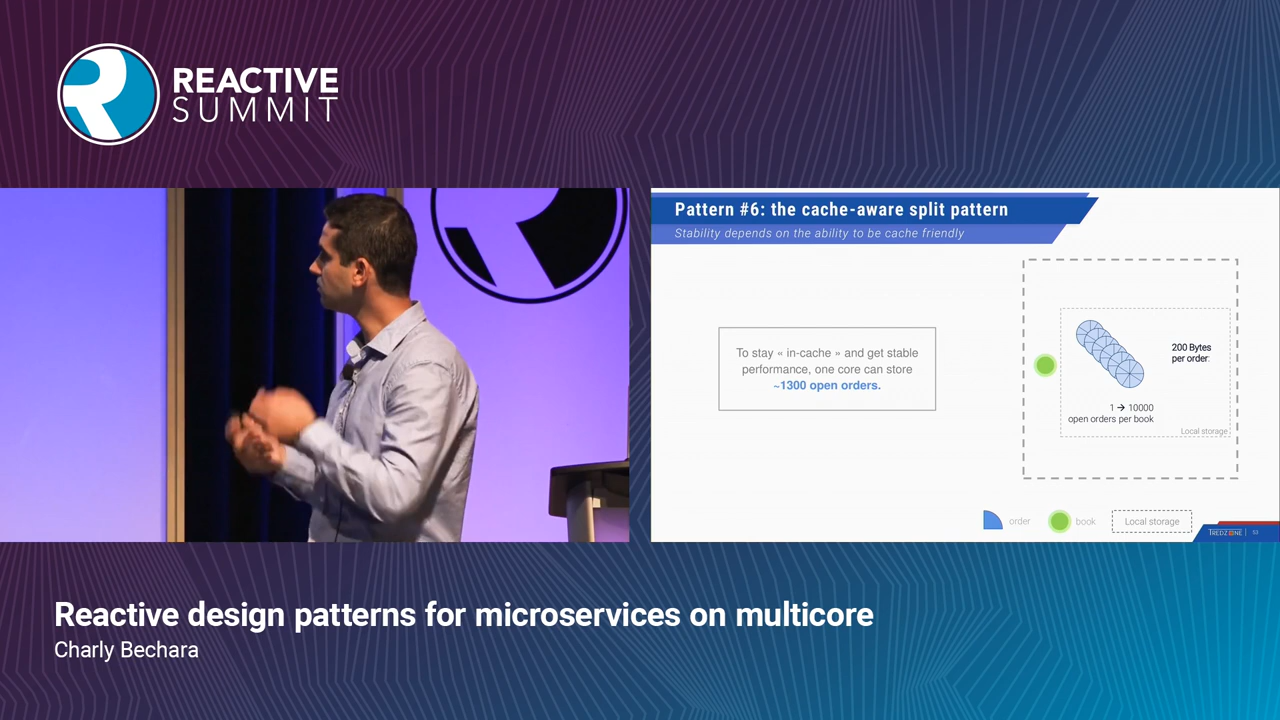 REACTIVE
SUMMIT
Pattern #6: the cache-aware split pattern
Stability depends on the ability to be cache friendly
To stay « in-cache » and get stable
performance, one core can store
~1300 open orders.
200 Bytes
per order:
1 → 10000
open orders per book
Local storage
order
book
Local storage
TREDZONE
53
Reactive design patterns for microservices on multicore
Charly Bechara